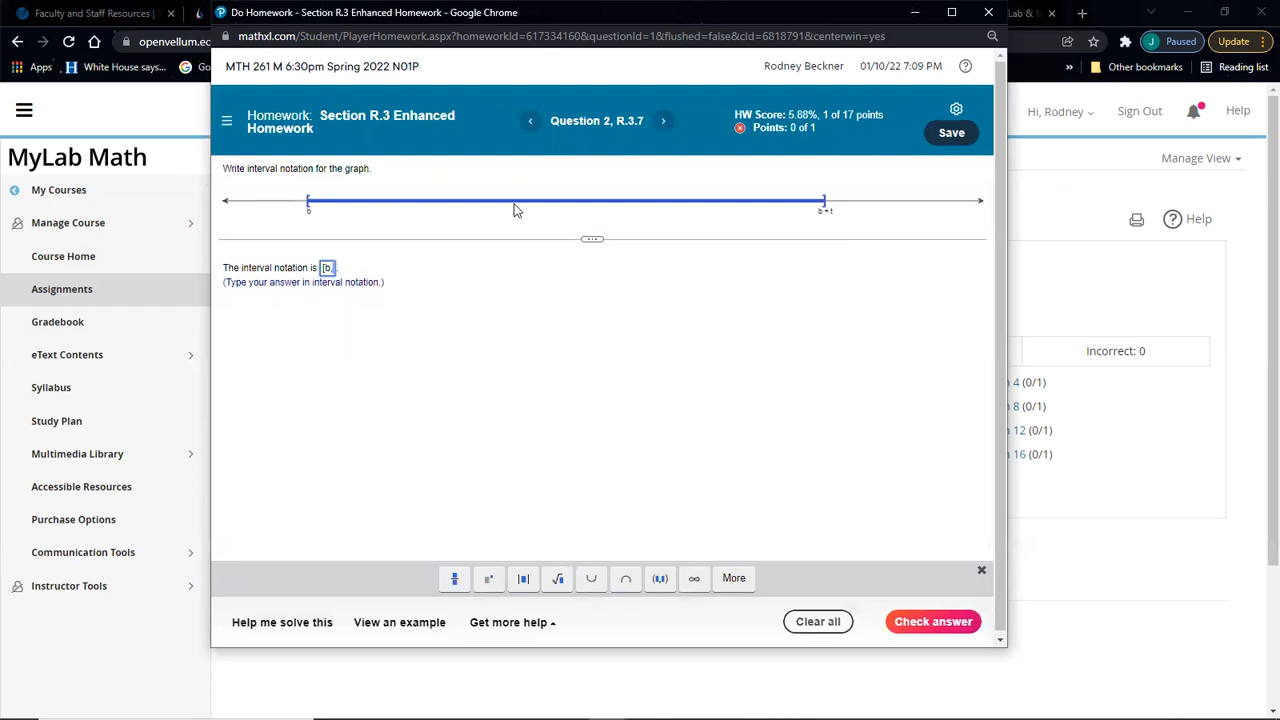 Faculty and Staff Resources |
Do Homework - Section R.3 Enhanced Homework - Google Chrome
openvellum.ec
mathxl.com/Student/PlayerHomework.aspx?homeworkId=617334160&questionId=1&flushed=false&cId=6818791&centerwin=yes
Paused
Update
Apps
White House says...
Go
»
Other bookmarks
Reading list
MTH 261 M 6:30pm Spring 2022 N01P
Rodney Beckner
01/10/22 7:09 PM
Hi, Rodney
Sign Out
Help
Homework: Section R.3 Enhanced
Homework
Question 2, R.3.7
HW Score: 5.88%, 1 of 17 points
Points: 0 of 1
Save
MyLab Math
Manage View
Write interval notation for the graph.
My Courses
b
b + t
Manage Course
Help
Course Home
The interval notation is [b,.
(Type your answer in interval notation.)
Assignments
Gradebook
eText Contents
Incorrect: 0
Syllabus
4 (0/1)
Study Plan
8 (0/1)
Multimedia Library
12 (0/1)
Accessible Resources
16 (0/1)
Purchase Options
Communication Tools
Instructor Tools
More
Help me solve this
View an example
Get more help
Clear all
Check answer